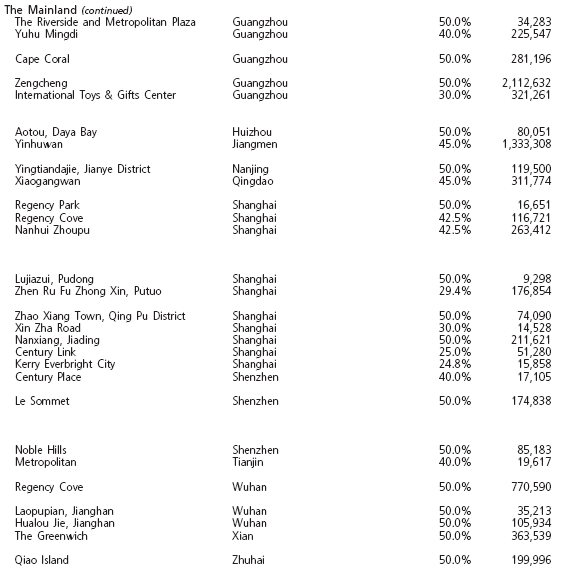 The Mainland (continued)
The Riverside and Metropolitan Plaza Guangzhou 50.0% 34,283
Yuhu Mingdi Guangzhou 40.0% 225,547
Cape Coral Guangzhou 50.0% 281,196
Zengcheng Guangzhou 50.0% 2,112,632
International Toys & Gifts Center Guangzhou 30.0% 321,261
Aotou, Daya Bay Huizhou 50.0% 80,051
Yinhuwan Jiangmen 45.0% 1,333,308
Yingtiandajie, Jianye District Nanjing 50.0% 119,500
Xiaogangwan Qingdao 45.0% 311,774
Regency Park Shanghai 50.0% 16,651
Regency Cove Shanghai 42.5% 116,721
Nanhui Zhoupu Shanghai 42.5% 263,412
Lujiazui, Pudong Shanghai 50.0% 9,298
Zhen Ru Fu Zhong Xin, Putuo Shanghai 29.4% 176,854
Zhao Xiang Town, Qing Pu District Shanghai 50.0% 74,090
Xin Zha Road Shanghai 30.0% 14,528
Nanxiang, Jiading Shanghai 50.0% 211,621
Century Link Shanghai 25.0% 51,280
Kerry Everbright City Shanghai 24.8% 15,858
Century Place Shenzhen 40.0% 17,105
Le Sommet Shenzhen 50.0% 174,838
Noble Hills Shenzhen 50.0% 85,183
Metropolitan Tianjin 40.0% 19,617
Regency Cove Wuhan 50.0% 770,590
Laopupian, Jianghan Wuhan 50.0% 35,213
Hualou Jie, Jianghan Wuhan 50.0% 105,934
The Greenwich Xian 50.0% 363,539
Qiao Island Zhuhai 50.0% 199,996